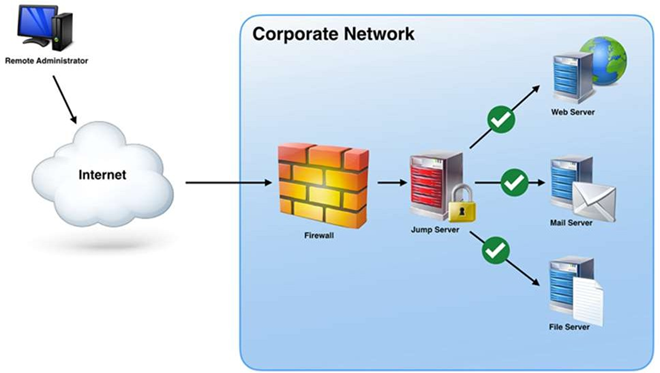 Corporate Network
Remote Administrator
Web Server
Internet
Mail Server
Jump Server
Firewall
File Server